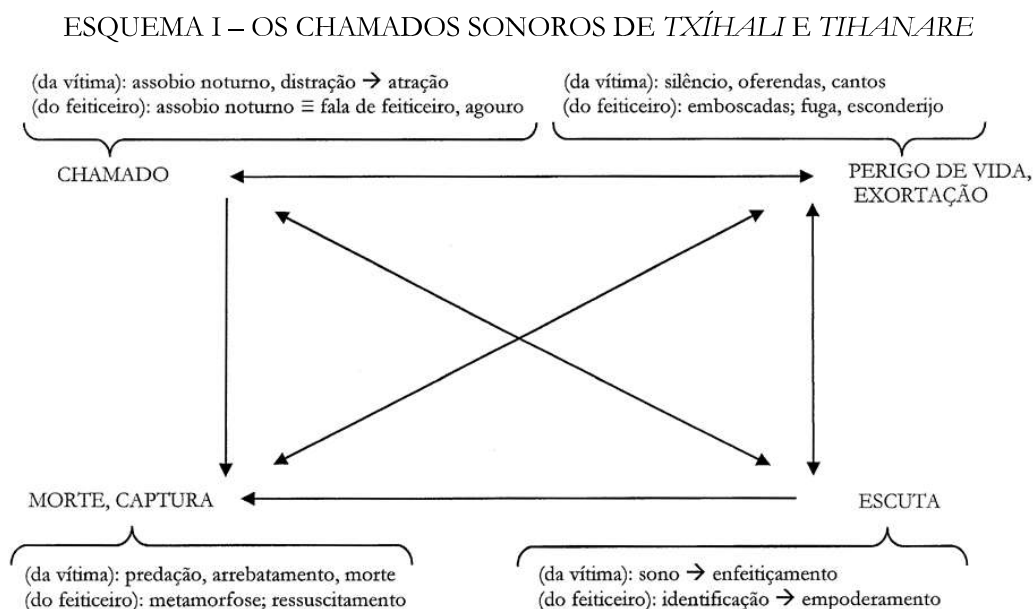 ESQUEMA I – OS CHAMADOS SONOROS DE TXÍHALI E TIHANARE
(da vítima): assobio noturno, distração → atração
(do feiticeiro): assobio noturno ≡ fala de feiticeiro, agouro
(da vítima): silêncio, oferendas, cantos
(do feiticeiro): emboscadas; fuga, esconderijo
CHAMADO
PERIGO DE VIDA,
EXORTAÇÃO
MORTE, CAPTURA
ESCUTA
(da vítima): predação, arrebatamento, morte
(do feiticeiro): metamorfose; ressuscitamento
(da vítima): sono → enfeitiçamento
(do feiticeiro): identificação → empoderamento